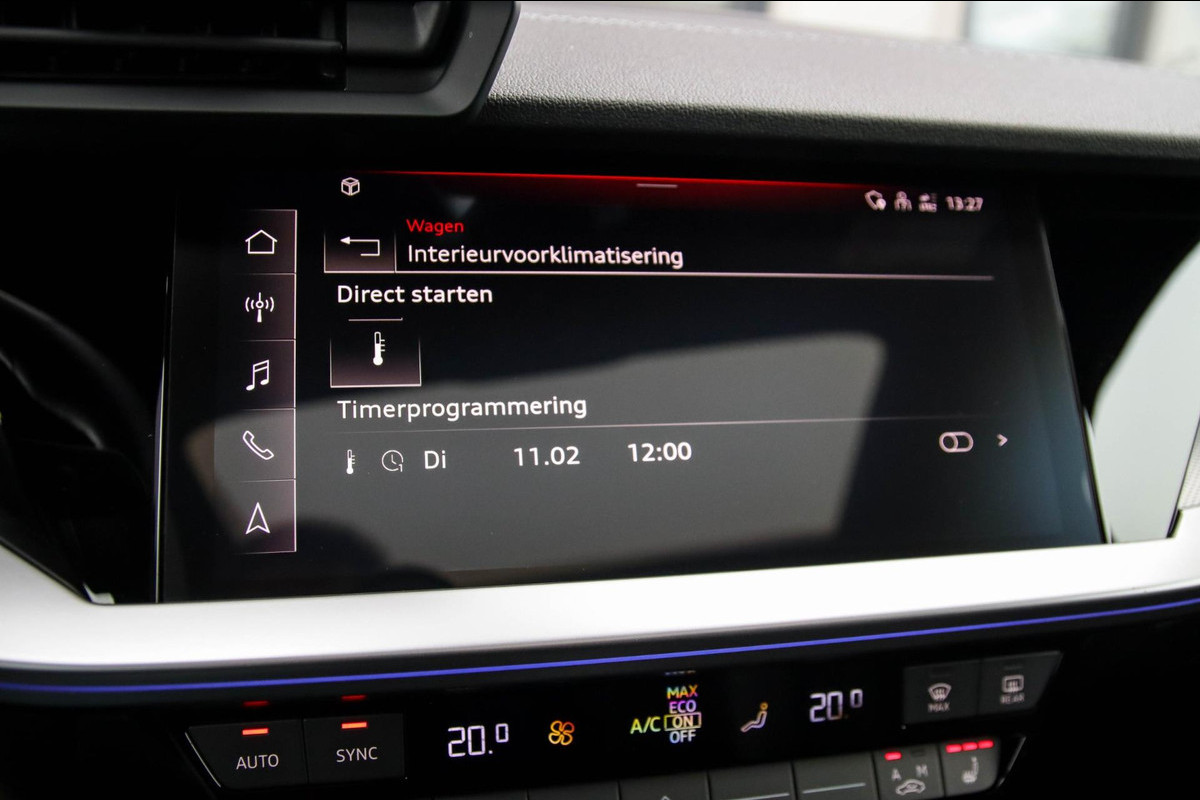 13:27
Wagen
Interieurvoorklimatisering
Direct starten
Timerprogrammering
Di 11.02 12:00
MAX
ECO
A/C ON
OFF
20.0
20.0
AUTO
SYNC
MAX
REAR
A M